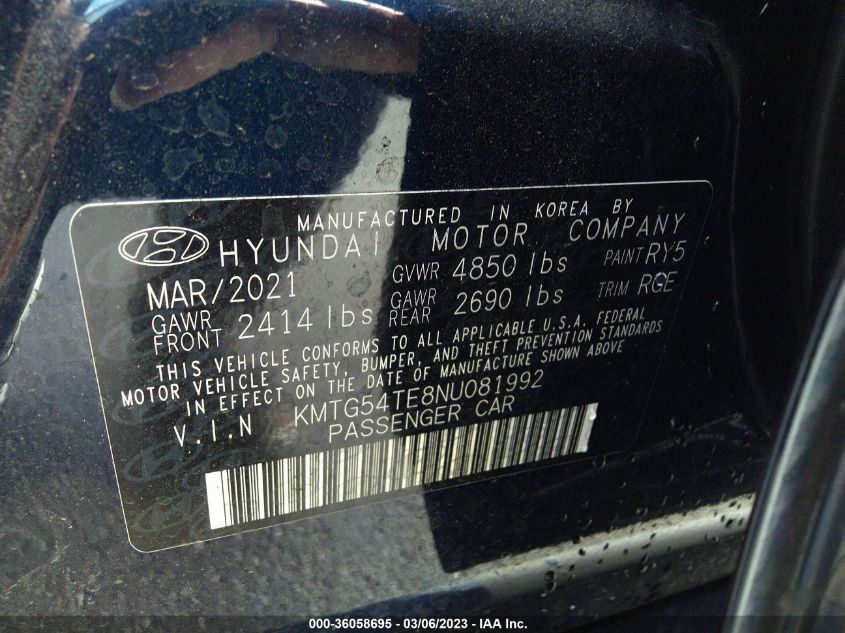 MANUFACTURED IN KOREA BY
HYUNDAI MOTOR COMPANY
MAR/2021 GVWR 4850 lbs PAINT RY5
GAWR FRONT 2414 lbs GAWR REAR 2690 lbs TRIM RGE
THIS VEHICLE CONFORMS TO ALL APPLICABLE U.S.A. FEDERAL
MOTOR VEHICLE SAFETY, BUMPER, AND THEFT PREVENTION STANDARDS
IN EFFECT ON THE DATE OF MANUFACTURE SHOWN ABOVE
V.I.N KMTG54TE8NU081992
PASSENGER CAR
000-36058695 - 03/06/2023 - IAA Inc.